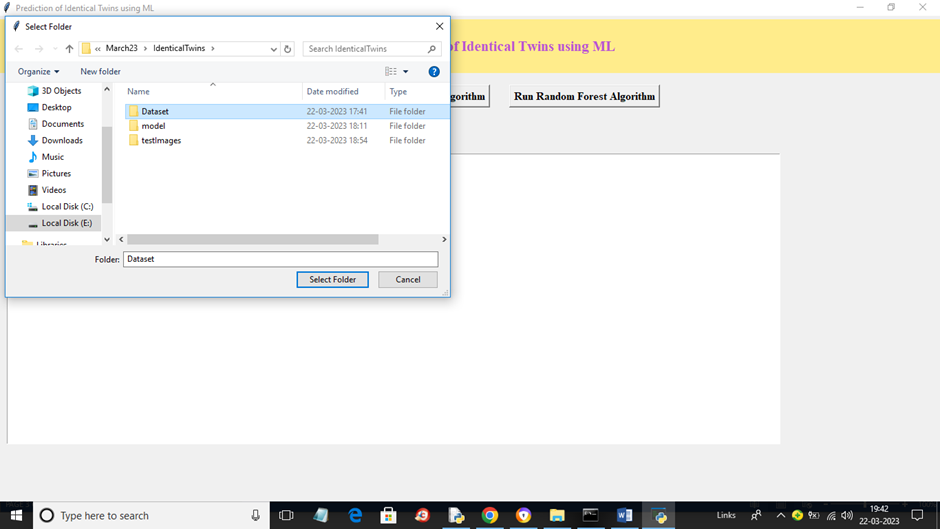 Prediction of Identical Twins using ML
Select Folder
of Identical Twins using ML
« March23 > IdenticalTwins >
Search IdenticalTwins
Organize
New folder
gorithm
Run Random Forest Algorithm
Name
Date modified
Type
3D Objects
Desktop
Documents
Downloads
Music
Pictures
Videos
Local Disk (C:)
Local Disk (E:)
Libraries
Dataset 22-03-2023 17:41 File folder
model 22-03-2023 18:11 File folder
testImages 22-03-2023 18:54 File folder
Folder: Dataset
Select Folder
Cancel
Type here to search
Links
19:42
22-03-2023